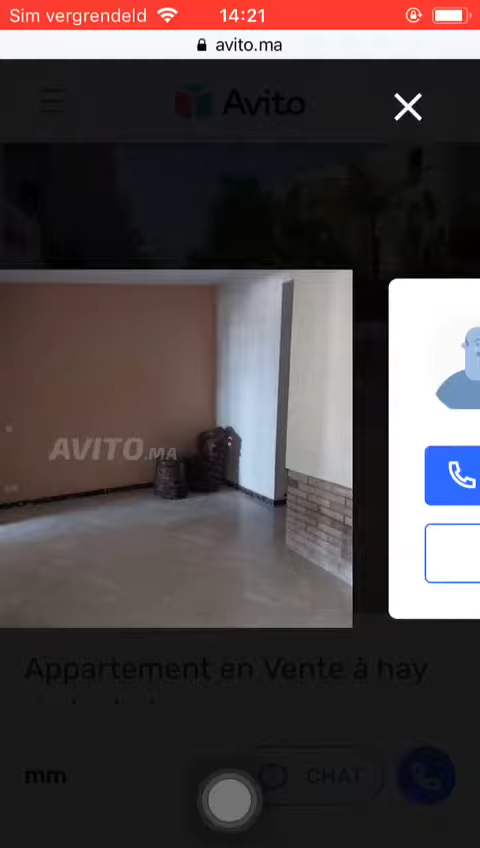 Sim vergrendeld 14:21
avito.ma
Avito
AVITO.MA
Appartement en Vente à hay
mm CHAT